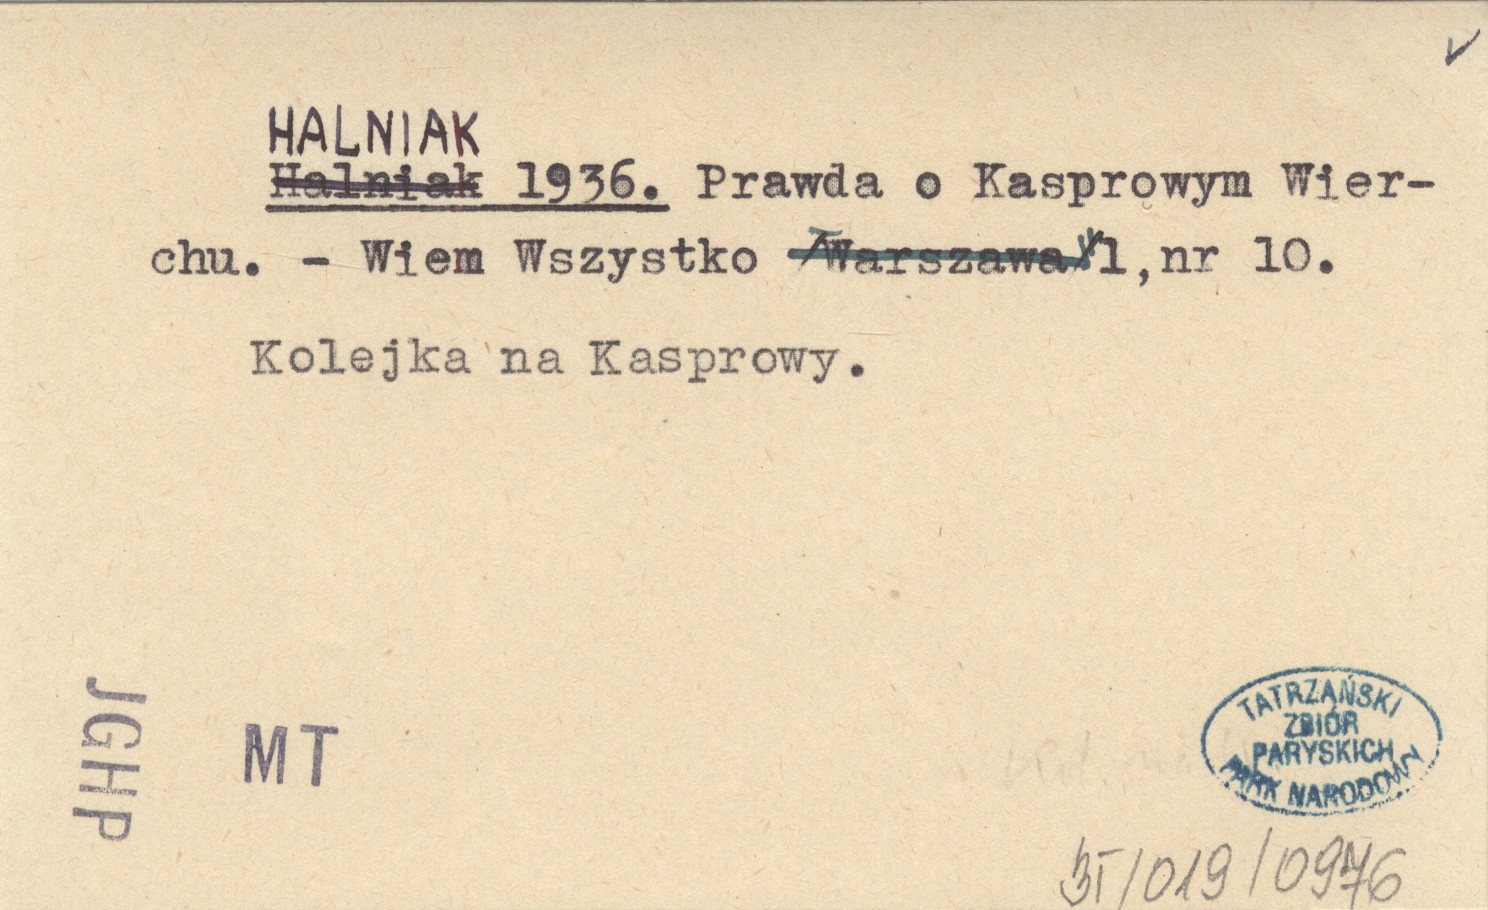 HALNIAK
Halniak 1936. Prawda o Kasprowym Wier-
chu. - Wiem Wszystko /Warszawa/ 1, nr 10.
Kolejka na Kasprowy.
JGHP
MT
TATRZAŃSKI
ZBIÓR
PARYSKICH
PARK NARODOWY
/019/0976